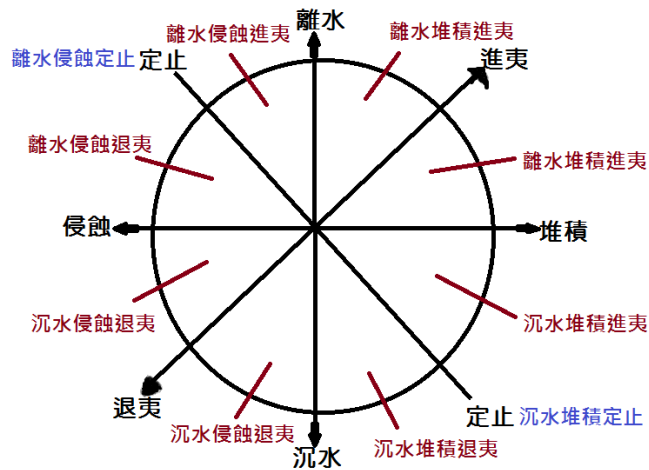 離水
離水侵蝕進夷
離水堆積進夷
離水侵蝕定止 定止
進夷
離水侵蝕退夷
離水堆積進夷
侵蝕
堆積
沉水侵蝕退夷
沉水堆積進夷
退夷
定止 沉水堆積定止
沉水侵蝕退夷
沉水堆積退夷
沉水